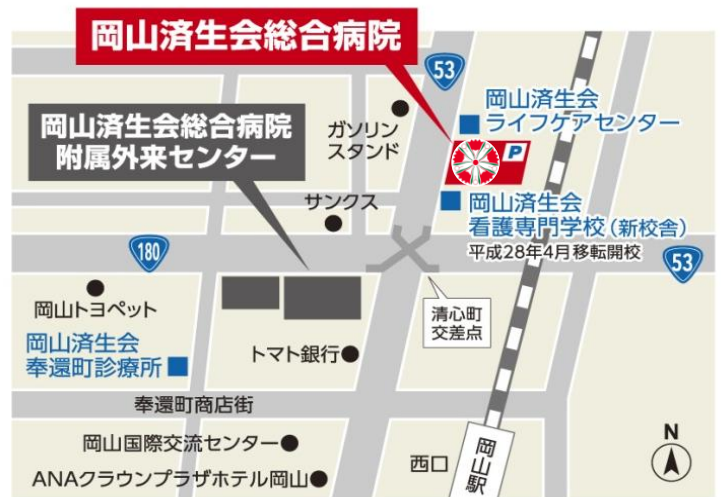 岡山済生会総合病院
53
岡山済生会
ライフケアセンター
岡山済生会総合病院
附属外来センター
ガソリン
スタンド
P
サンクス
岡山済生会
看護専門学校(新校舎)
平成28年4月移転開校
180
53
岡山トヨペット
清心町
交差点
岡山済生会
奉還町診療所
トマト銀行
奉還町商店街
岡山国際交流センター
西口
岡山駅
N
ANAクラウンプラザホテル岡山